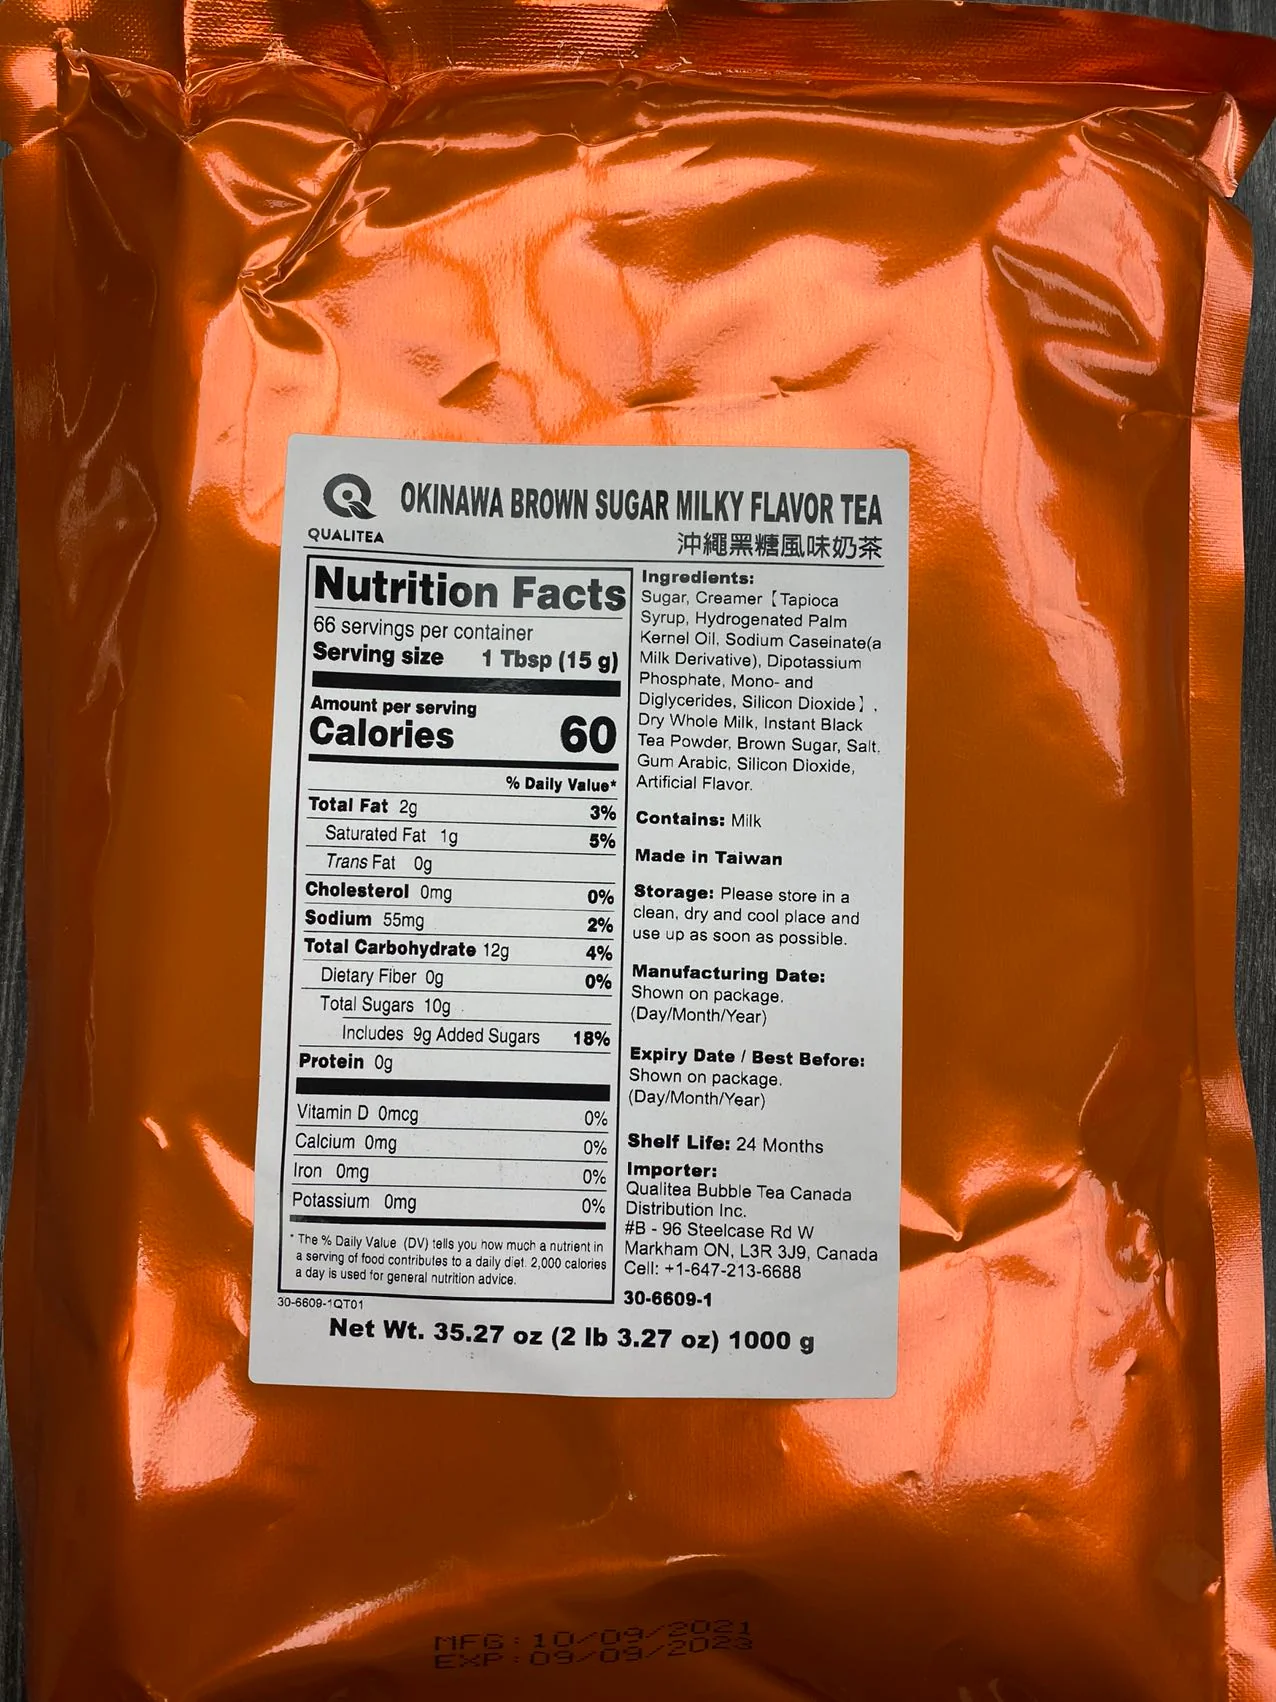 QUALITEA
OKINAWA BROWN SUGAR MILKY FLAVOR TEA
沖繩黑糖風味奶茶
Nutrition Facts
66 servings per container
Serving size 1 Tbsp (15 g)
Amount per serving
Calories 60
% Daily Value*
Total Fat 2g 3%
Saturated Fat 1g 5%
Trans Fat 0g
Cholesterol 0mg 0%
Sodium 55mg 2%
Total Carbohydrate 12g 4%
Dietary Fiber 0g 0%
Total Sugars 10g
Includes 9g Added Sugars 18%
Protein 0g
Vitamin D 0mcg 0%
Calcium 0mg 0%
Iron 0mg 0%
Potassium 0mg 0%
* The % Daily Value (DV) tells you how much a nutrient in
a serving of food contributes to a daily diet. 2,000 calories
a day is used for general nutrition advice.
30-6609-1QT01
Ingredients:
Sugar, Creamer【Tapioca
Syrup, Hydrogenated Palm
Kernel Oil, Sodium Caseinate(a
Milk Derivative), Dipotassium
Phosphate, Mono- and
Diglycerides, Silicon Dioxide】,
Dry Whole Milk, Instant Black
Tea Powder, Brown Sugar, Salt,
Gum Arabic, Silicon Dioxide,
Artificial Flavor.
Contains: Milk
Made in Taiwan
Storage: Please store in a
clean, dry and cool place and
use up as soon as possible.
Manufacturing Date:
Shown on package.
(Day/Month/Year)
Expiry Date / Best Before:
Shown on package.
(Day/Month/Year)
Shelf Life: 24 Months
Importer:
Qualitea Bubble Tea Canada
Distribution Inc.
#B - 96 Steelcase Rd W
Markham ON, L3R 3J9, Canada
Cell: +1-647-213-6688
30-6609-1
Net Wt. 35.27 oz (2 lb 3.27 oz) 1000 g
MFG:10/09/2021
EXP:09/09/2023